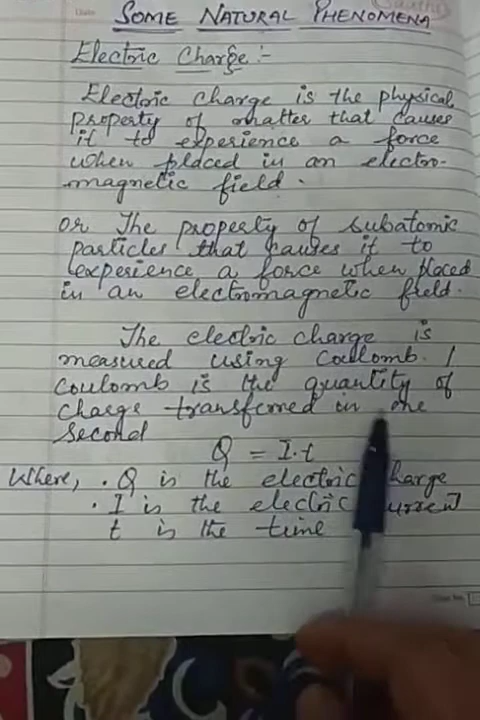 SOME NATURAL PHENOMENA
Electric Charge :-
Electric charge is the physical
property of matter that causes
it to experience a force
when placed in an electro-
magnetic field.
or The property of subatomic
particles that causes it to
experience a force when placed
in an electromagnetic field.
The electric charge is
measured using Coulomb. 1
Coulomb is the quantity of
charge transferred in one
second
Q = I.t
Where, . Q is the electric charge
. I is the electric current
t is the time